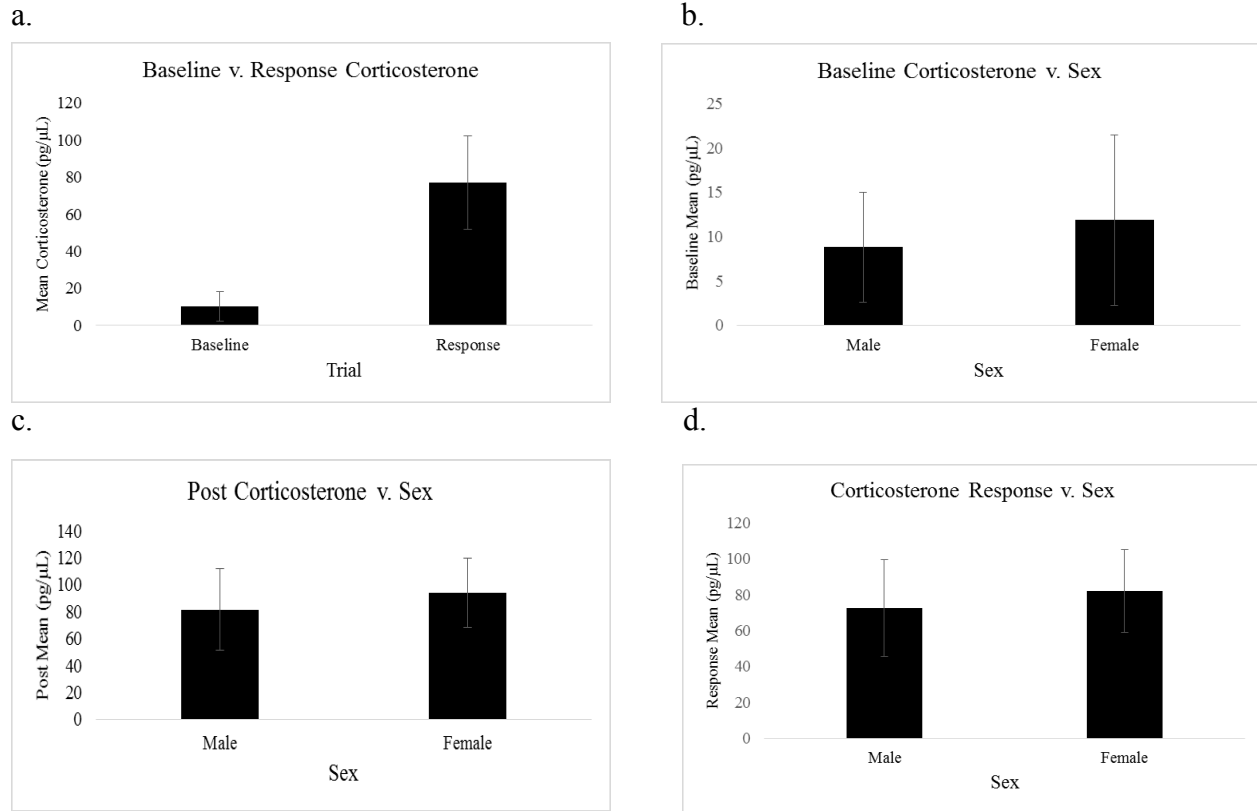 a.
Baseline v. Response Corticosterone
Mean Corticosterone (pg/µL)
120
100
80
60
40
20
0
Baseline
Response
Trial
b.
Baseline Corticosterone v. Sex
Baseline Mean (pg/µL)
25
20
15
10
5
0
Male
Female
Sex
c.
Post Corticosterone v. Sex
Post Mean (pg/µL)
140
120
100
80
60
40
20
0
Male
Female
Sex
d.
Corticosterone Response v. Sex
Response Mean (pg/µL)
120
100
80
60
40
20
0
Male
Female
Sex